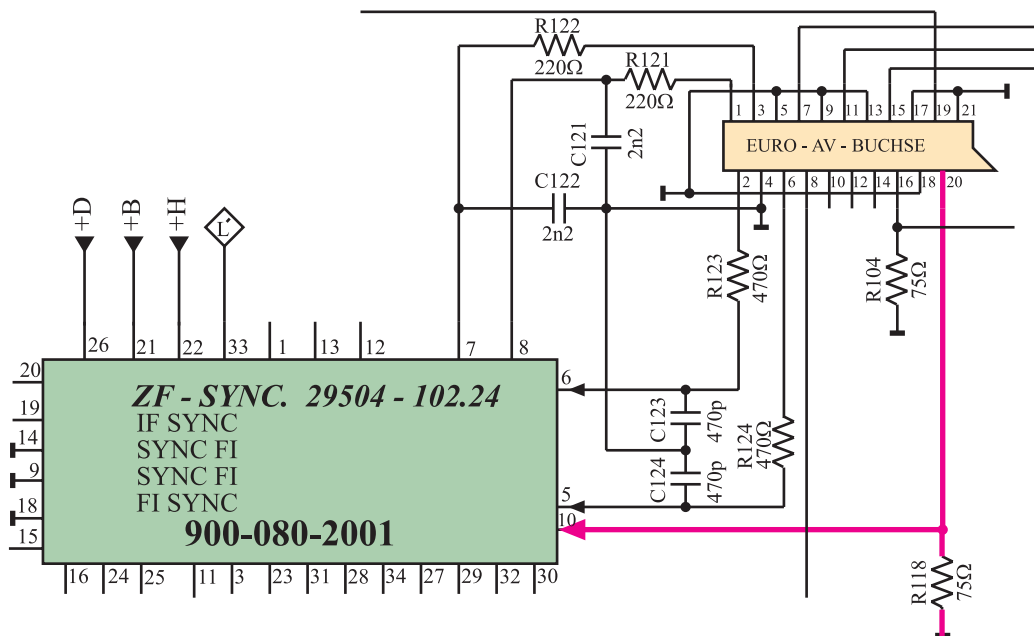 R122
220Ω
R121
220Ω
C121
2n2
C122
2n2
1 3 5 7 9 11 13 15 17 19 21
EURO - AV - BUCHSE
2 4 6 8 10 12 14 16 18 20
+D
+B
+H
L'
R123
470Ω
R104
75Ω
26 21 22 33 1 13 12 7 8
20
19
14
9
18
15
ZF - SYNC. 29504 - 102.24
IF SYNC
SYNC FI
SYNC FI
FI SYNC
900-080-2001
6
5
10
C123
470p
C124
470p
R124
470Ω
R118
75Ω
16 24 25 11 3 23 31 28 34 27 29 32 30